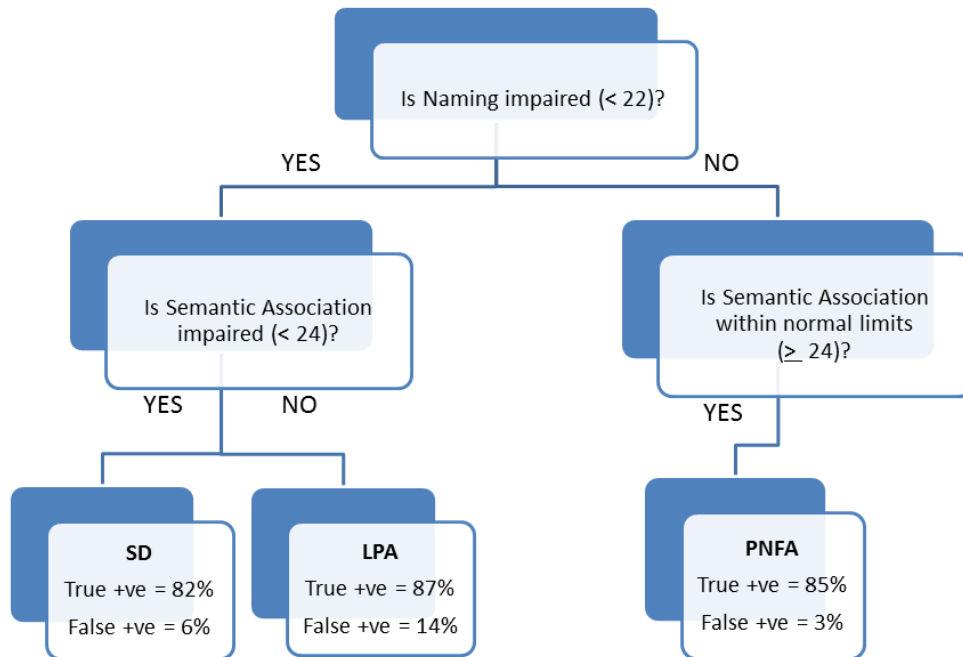 Is Naming impaired (< 22)?
YES
NO
Is Semantic Association
impaired (< 24)?
Is Semantic Association
within normal limits
(≥ 24)?
YES
NO
YES
SD
True +ve = 82%
False +ve = 6%
LPA
True +ve = 87%
False +ve = 14%
PNFA
True +ve = 85%
False +ve = 3%